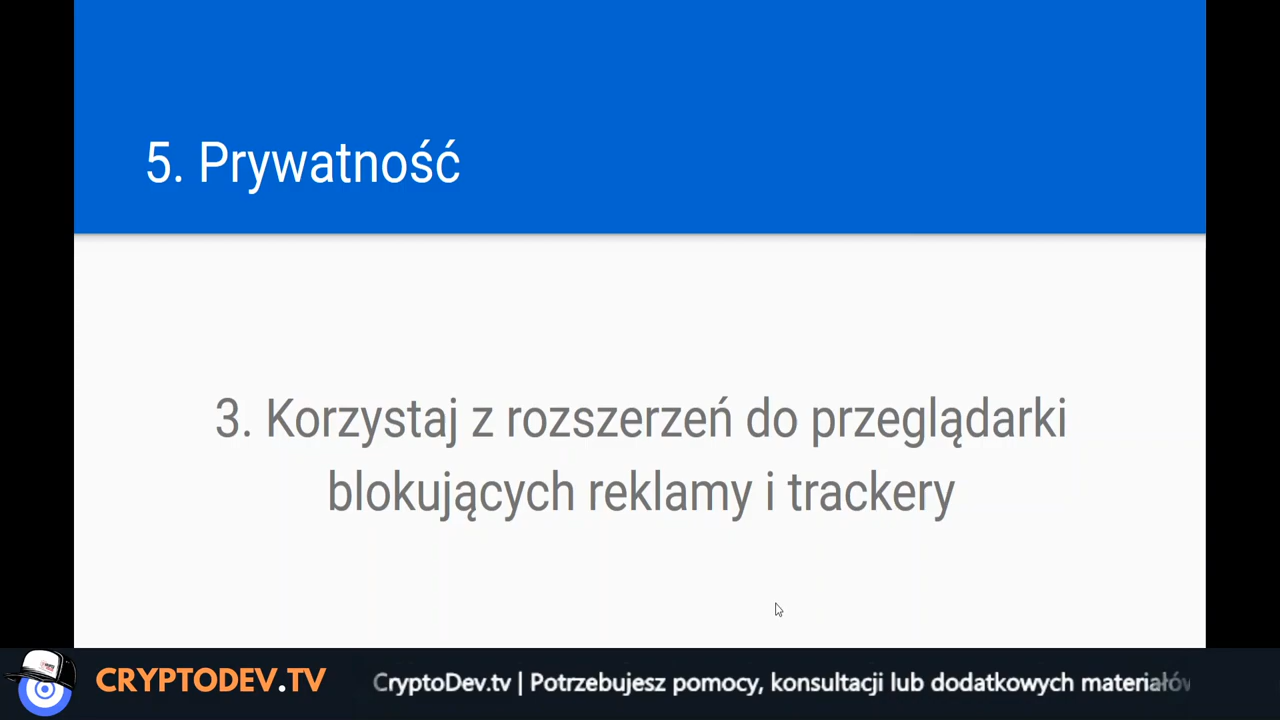 5. Prywatność
3. Korzystaj z rozszerzeń do przeglądarki
blokujących reklamy i trackery
CRYPTODEV.TV
CryptoDev.tv | Potrzebujesz pomocy, konsultacji lub dodatkowych materiałów